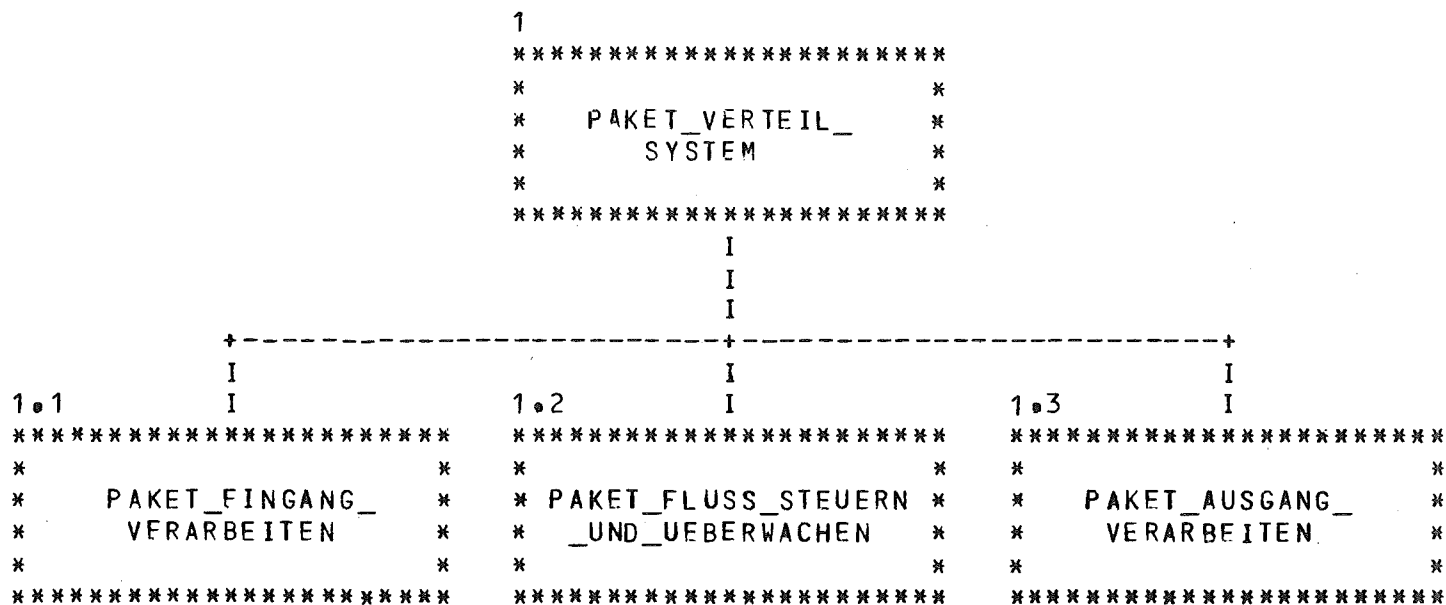 1
PAKET_VERTEIL_
SYSTEM
1.1
1.2
1.3
PAKET_EINGANG_
VERARBEITEN
PAKET_FLUSS_STEUERN
_UND_UEBERWACHEN
PAKET_AUSGANG_
VERARBEITEN